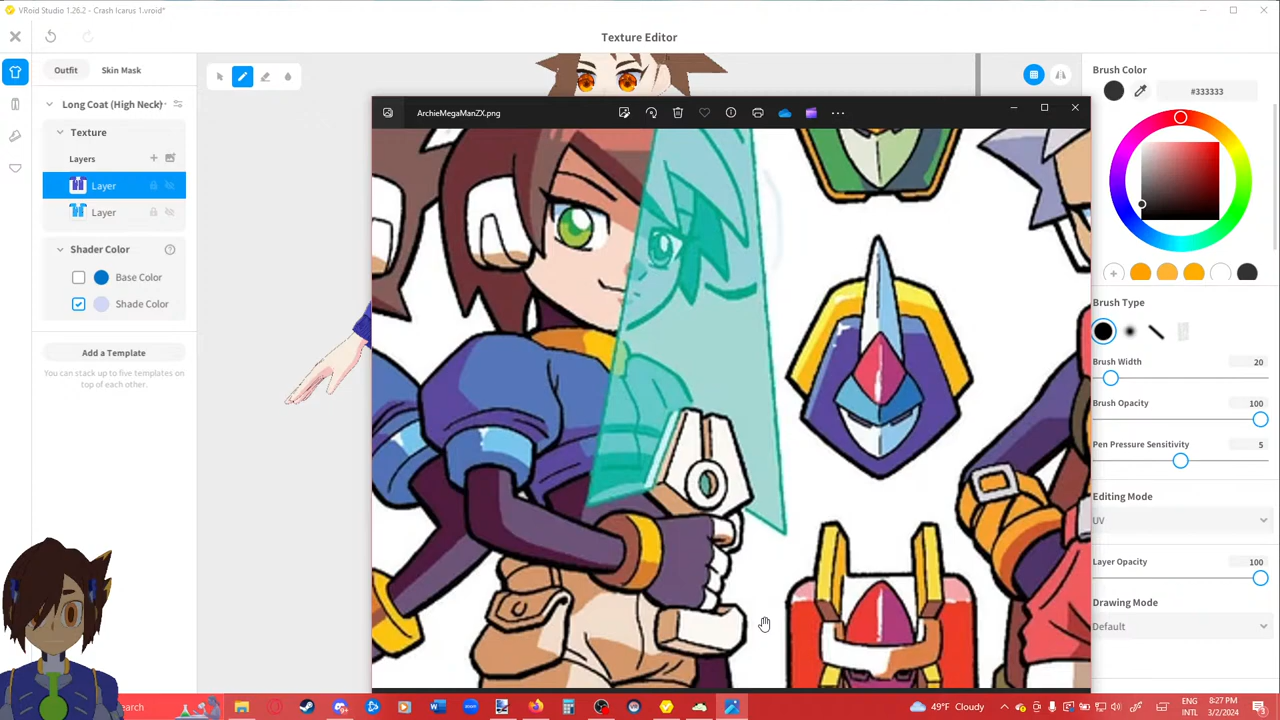 VRoid Studio 1.26.2 - Crash Icarus 1.vroid*
Texture Editor
Outfit
Skin Mask
Long Coat (High Neck)
Texture
Layers
Layer
Layer
Shader Color
Base Color
Shade Color
Add a Template
You can stack up to five templates on
top of each other.
ArchieMegaManZX.png
Brush Color
#333333
Brush Type
Brush Width
20
Brush Opacity
100
Pen Pressure Sensitivity
5
Editing Mode
UV
Layer Opacity
100
Drawing Mode
Default
earch
49°F Cloudy
ENG
INTL
8:27 PM
3/2/2024